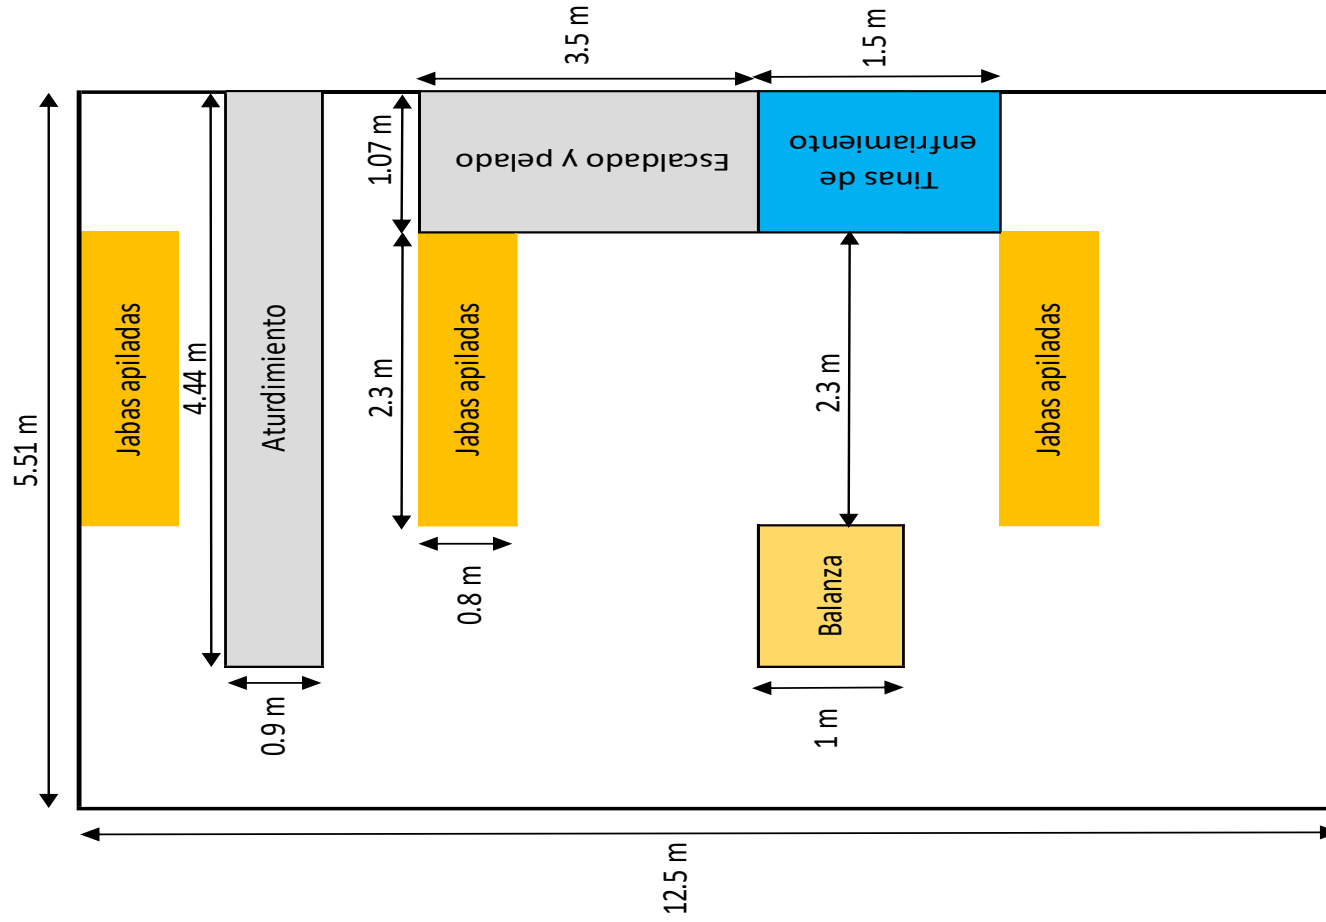 3.5 m
1.5 m
5.51 m
1.07 m
Escaldado y pelado
Tinas de
enfriamiento
Jabas apiladas
4.44 m
Aturdimiento
2.3 m
Jabas apiladas
2.3 m
Jabas apiladas
0.8 m
Balanza
0.9 m
1 m
12.5 m